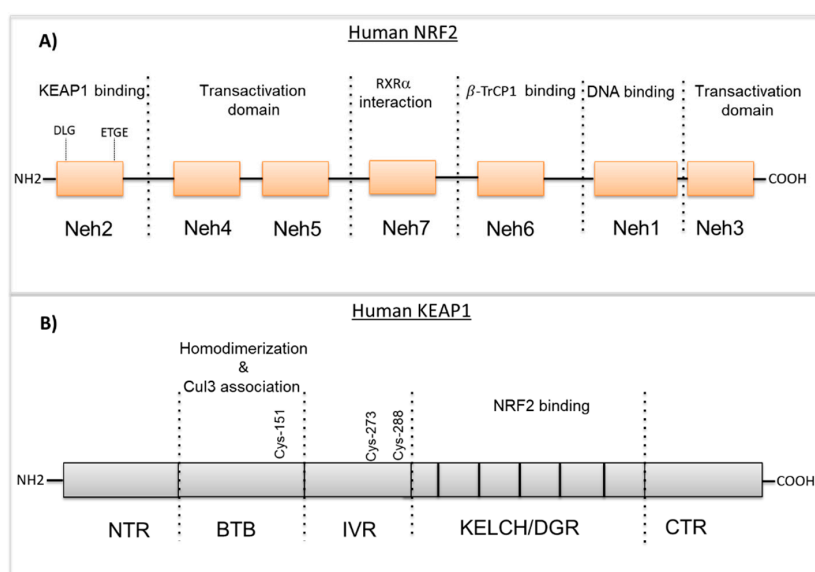 A)
Human NRF2
KEAP1 binding
Transactivation
domain
RXRα
interaction
β-TrCP1 binding
DNA binding
Transactivation
domain
DLG
ETGE
NH2
COOH
Neh2
Neh4
Neh5
Neh7
Neh6
Neh1
Neh3
B)
Human KEAP1
Homodimerization
&
Cul3 association
Cys-151
Cys-273
Cys-288
NRF2 binding
NH2
COOH
NTR
BTB
IVR
KELCH/DGR
CTR